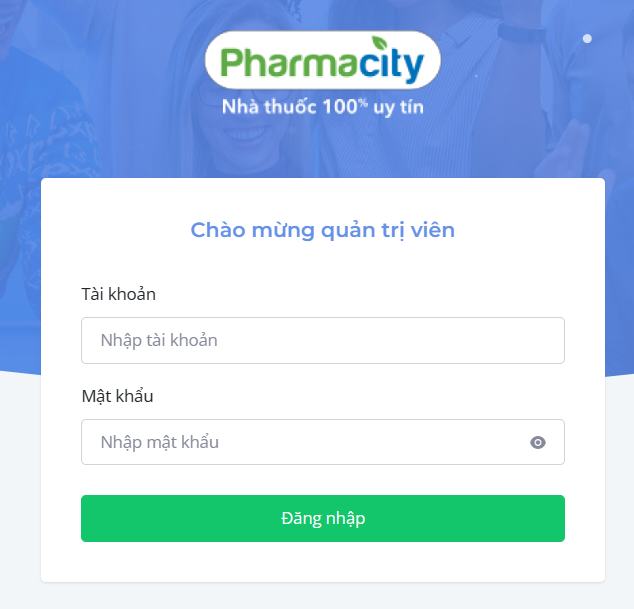 Pharmacity
Nhà thuốc 100% uy tín
Chào mừng quản trị viên
Tài khoản
Nhập tài khoản
Mật khẩu
Nhập mật khẩu
Đăng nhập